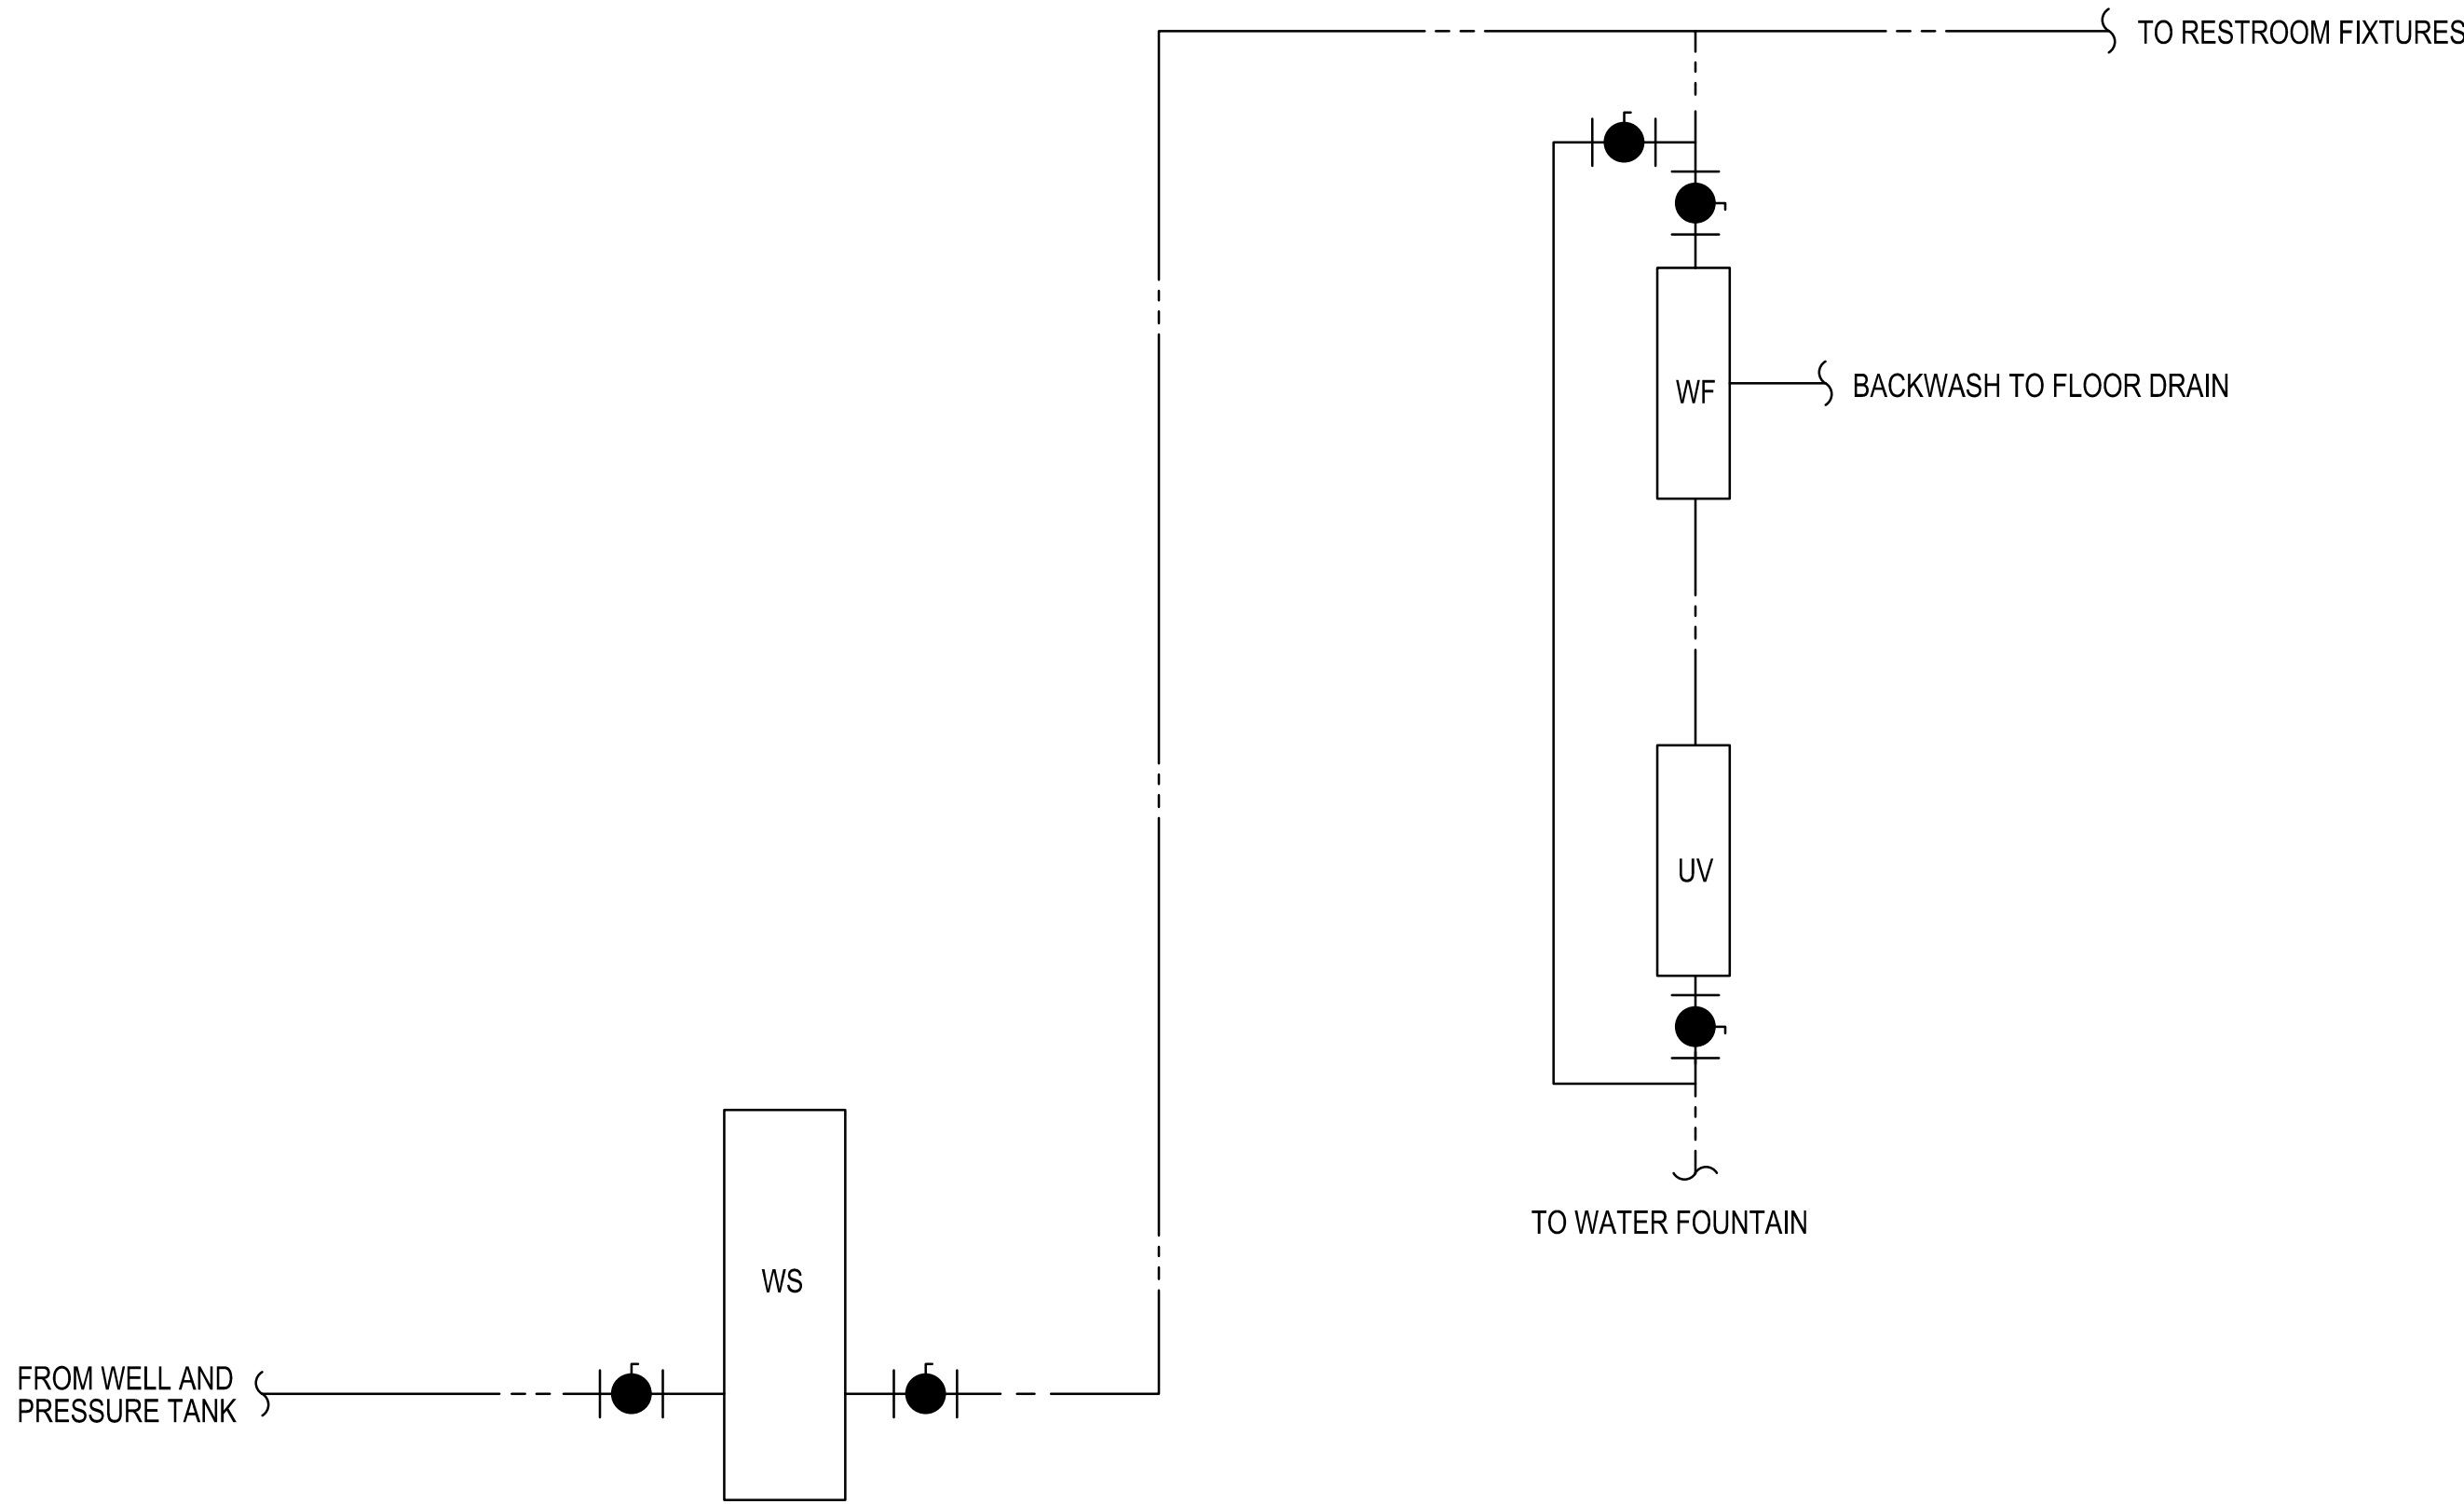 TO RESTROOM FIXTURES
WF
BACKWASH TO FLOOR DRAIN
UV
TO WATER FOUNTAIN
WS
FROM WELL AND
PRESSURE TANK